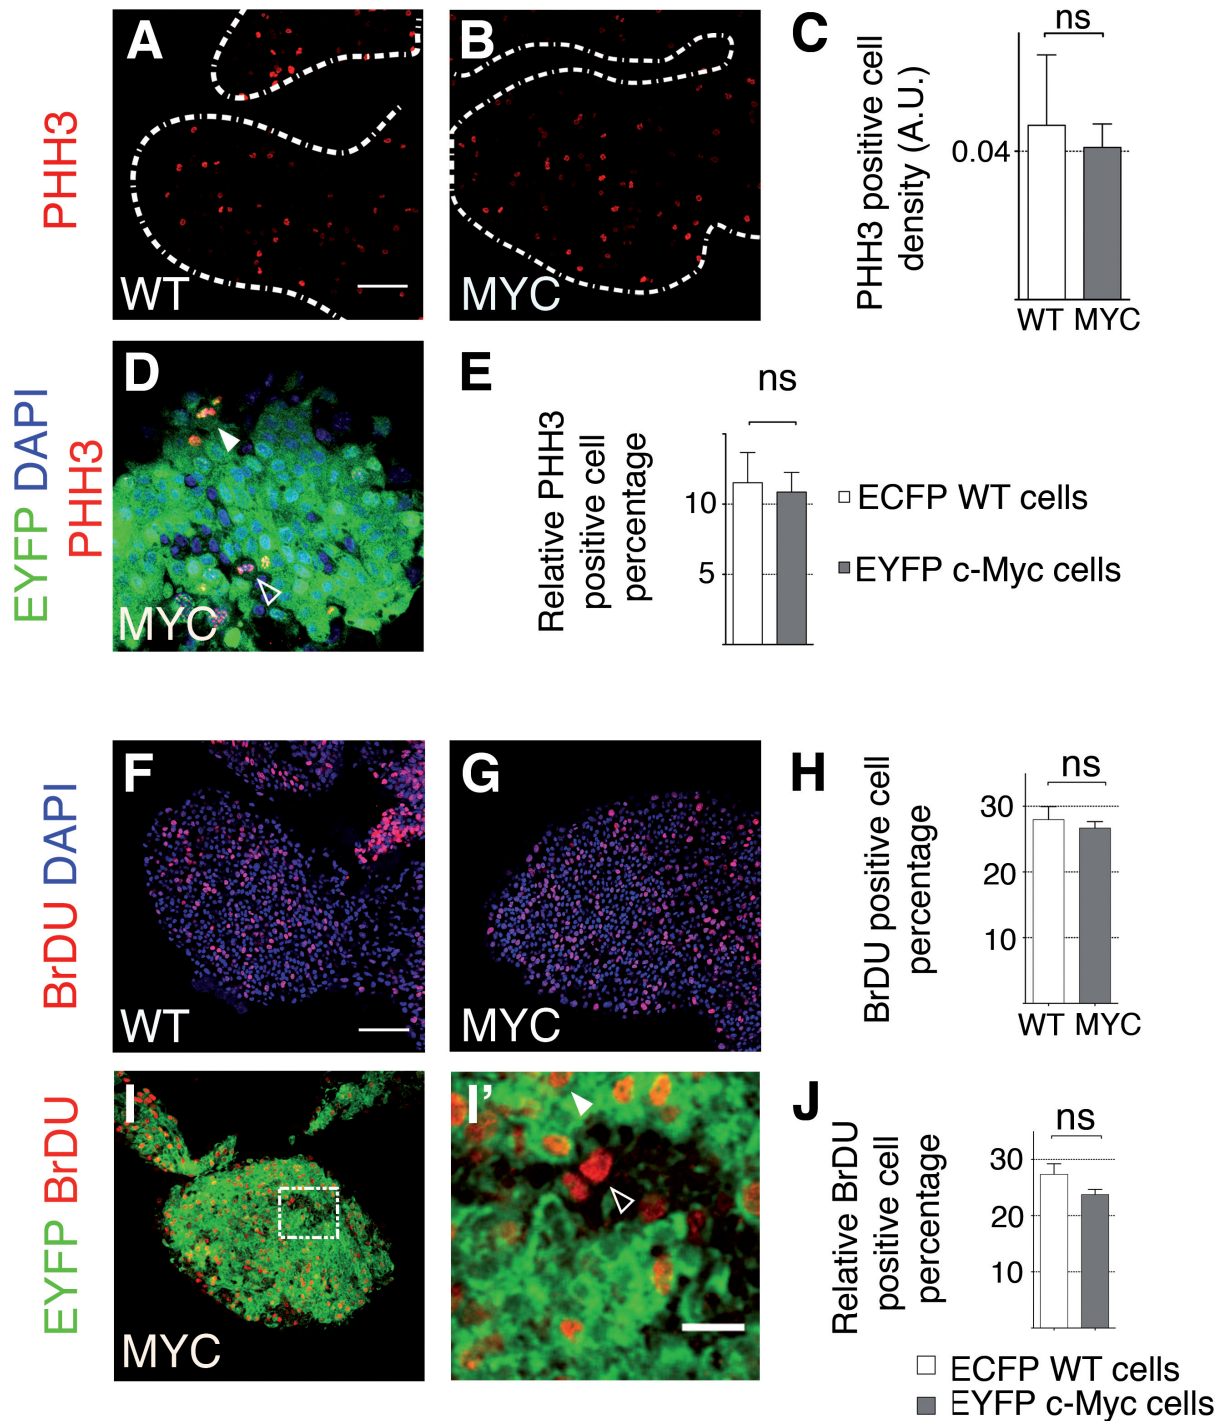 A
B
C
PHH3
WT
MYC
PHH3 positive cell
density (A.U.)
ns
0.04
WT MYC
D
E
EYFP DAPI
PHH3
MYC
Relative PHH3
positive cell
percentage
ns
10
5
ECFP WT cells
EYFP c-Myc cells
F
G
H
BrDU DAPI
WT
MYC
BrDU positive cell
percentage
ns
30
20
10
WT MYC
I
I’
J
EYFP BrDU
MYC
Relative BrDU
positive cell
percentage
ns
30
20
10
ECFP WT cells
EYFP c-Myc cells